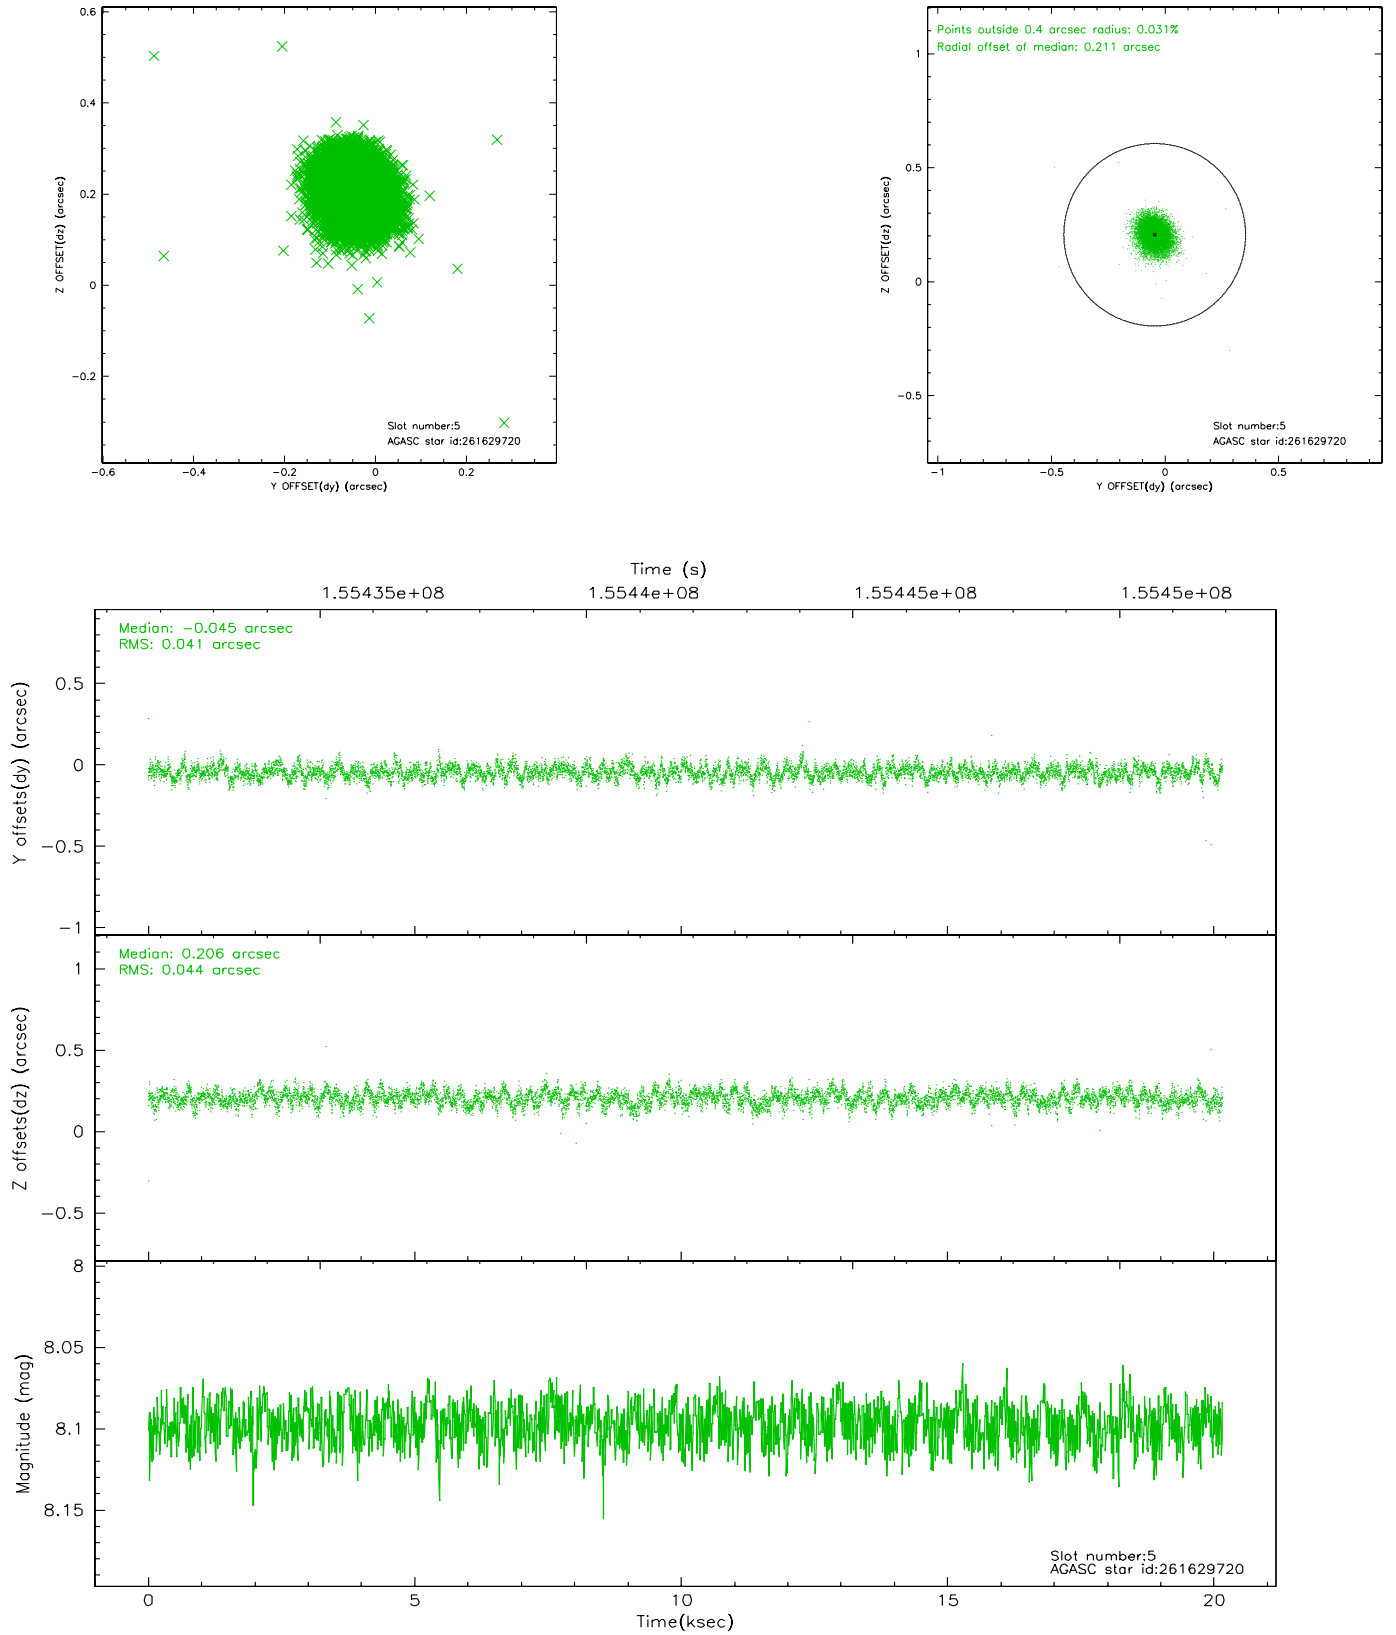 0.6
0.4
0.2
0
−0.2
−0.6
−0.4
−0.2
0
0.2
Z OFFSET(dz) (arcsec)
Y OFFSET(dy) (arcsec)
Slot number:5
AGASC star id:261629720
Points outside 0.4 arcsec radius: 0.031%
Radial offset of median: 0.211 arcsec
1
0.5
0
−0.5
−1
−0.5
0
0.5
Z OFFSET(dz) (arcsec)
Y OFFSET(dy) (arcsec)
Slot number:5
AGASC star id:261629720
Time (s)
1.55435e+08
1.5544e+08
1.55445e+08
1.5545e+08
Median: −0.045 arcsec
RMS: 0.041 arcsec
0.5
0
−0.5
−1
Y offsets(dy) (arcsec)
Median: 0.206 arcsec
RMS: 0.044 arcsec
1
0.5
0
−0.5
Z offsets(dz) (arcsec)
8
8.05
8.1
8.15
Magnitude (mag)
Slot number:5
AGASC star id:261629720
0
5
10
15
20
Time(ksec)